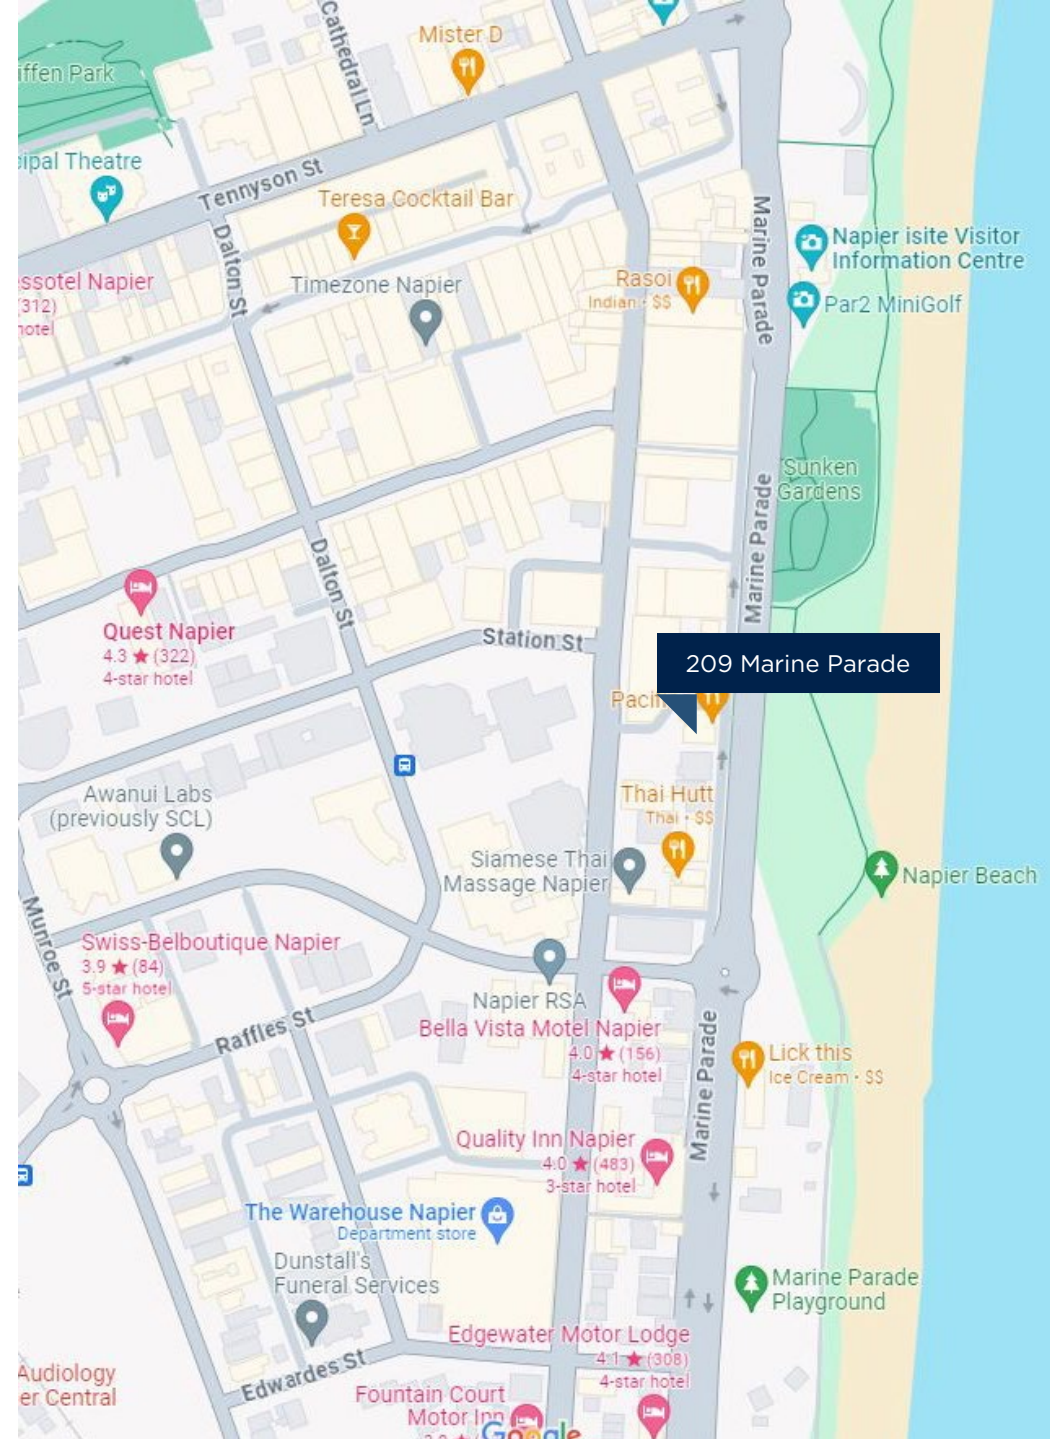 Cathedral Ln
Mister D
iffen Park
ipal Theatre
Tennyson St
Teresa Cocktail Bar
Dalton St
Marine Parade
Napier isite Visitor
Information Centre
ssotel Napier
312)
hotel
Timezone Napier
Rasoi
Indian · $$
Par2 MiniGolf
Sunken
Gardens
Marine Parade
Dalton St
Quest Napier
4.3 ★ (322)
4-star hotel
Station St
209 Marine Parade
Pacifi
Awanui Labs
(previously SCL)
Thai Hutt
Thai · $$
Siamese Thai
Massage Napier
Napier Beach
Munroe St
Swiss-Belboutique Napier
3.9 ★ (84)
5-star hotel
Napier RSA
Raffles St
Bella Vista Motel Napier
4.0 ★ (156)
4-star hotel
Marine Parade
Lick this
Ice Cream · $$
Quality Inn Napier
4.0 ★ (483)
3-star hotel
The Warehouse Napier
Department store
Dunstall's
Funeral Services
Marine Parade
Playground
Edgewater Motor Lodge
4.1 ★ (308)
4-star hotel
Audiology
er Central
Edwardes St
Fountain Court
Motor Inn
Google